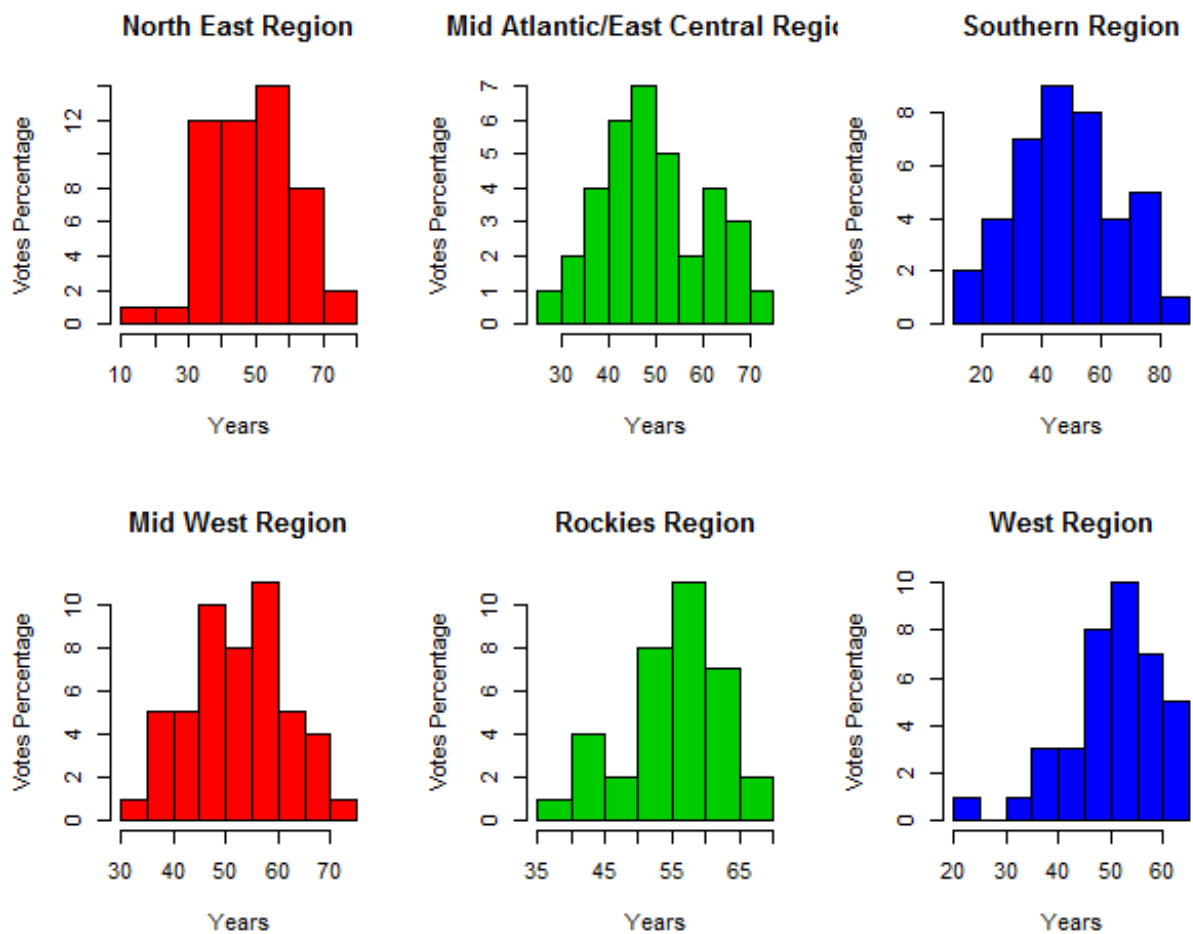 North East Region
Votes Percentage
12
8
6
4
2
0
10 30 50 70
Years
Mid Atlantic/East Central Regic
Votes Percentage
7
6
5
4
3
2
1
0
30 40 50 60 70
Years
Southern Region
Votes Percentage
8
6
4
2
0
20 40 60 80
Years
Mid West Region
Votes Percentage
10
8
6
4
2
0
30 40 50 60 70
Years
Rockies Region
Votes Percentage
10
8
6
4
2
0
35 45 55 65
Years
West Region
Votes Percentage
10
8
6
4
2
0
20 30 40 50 60
Years